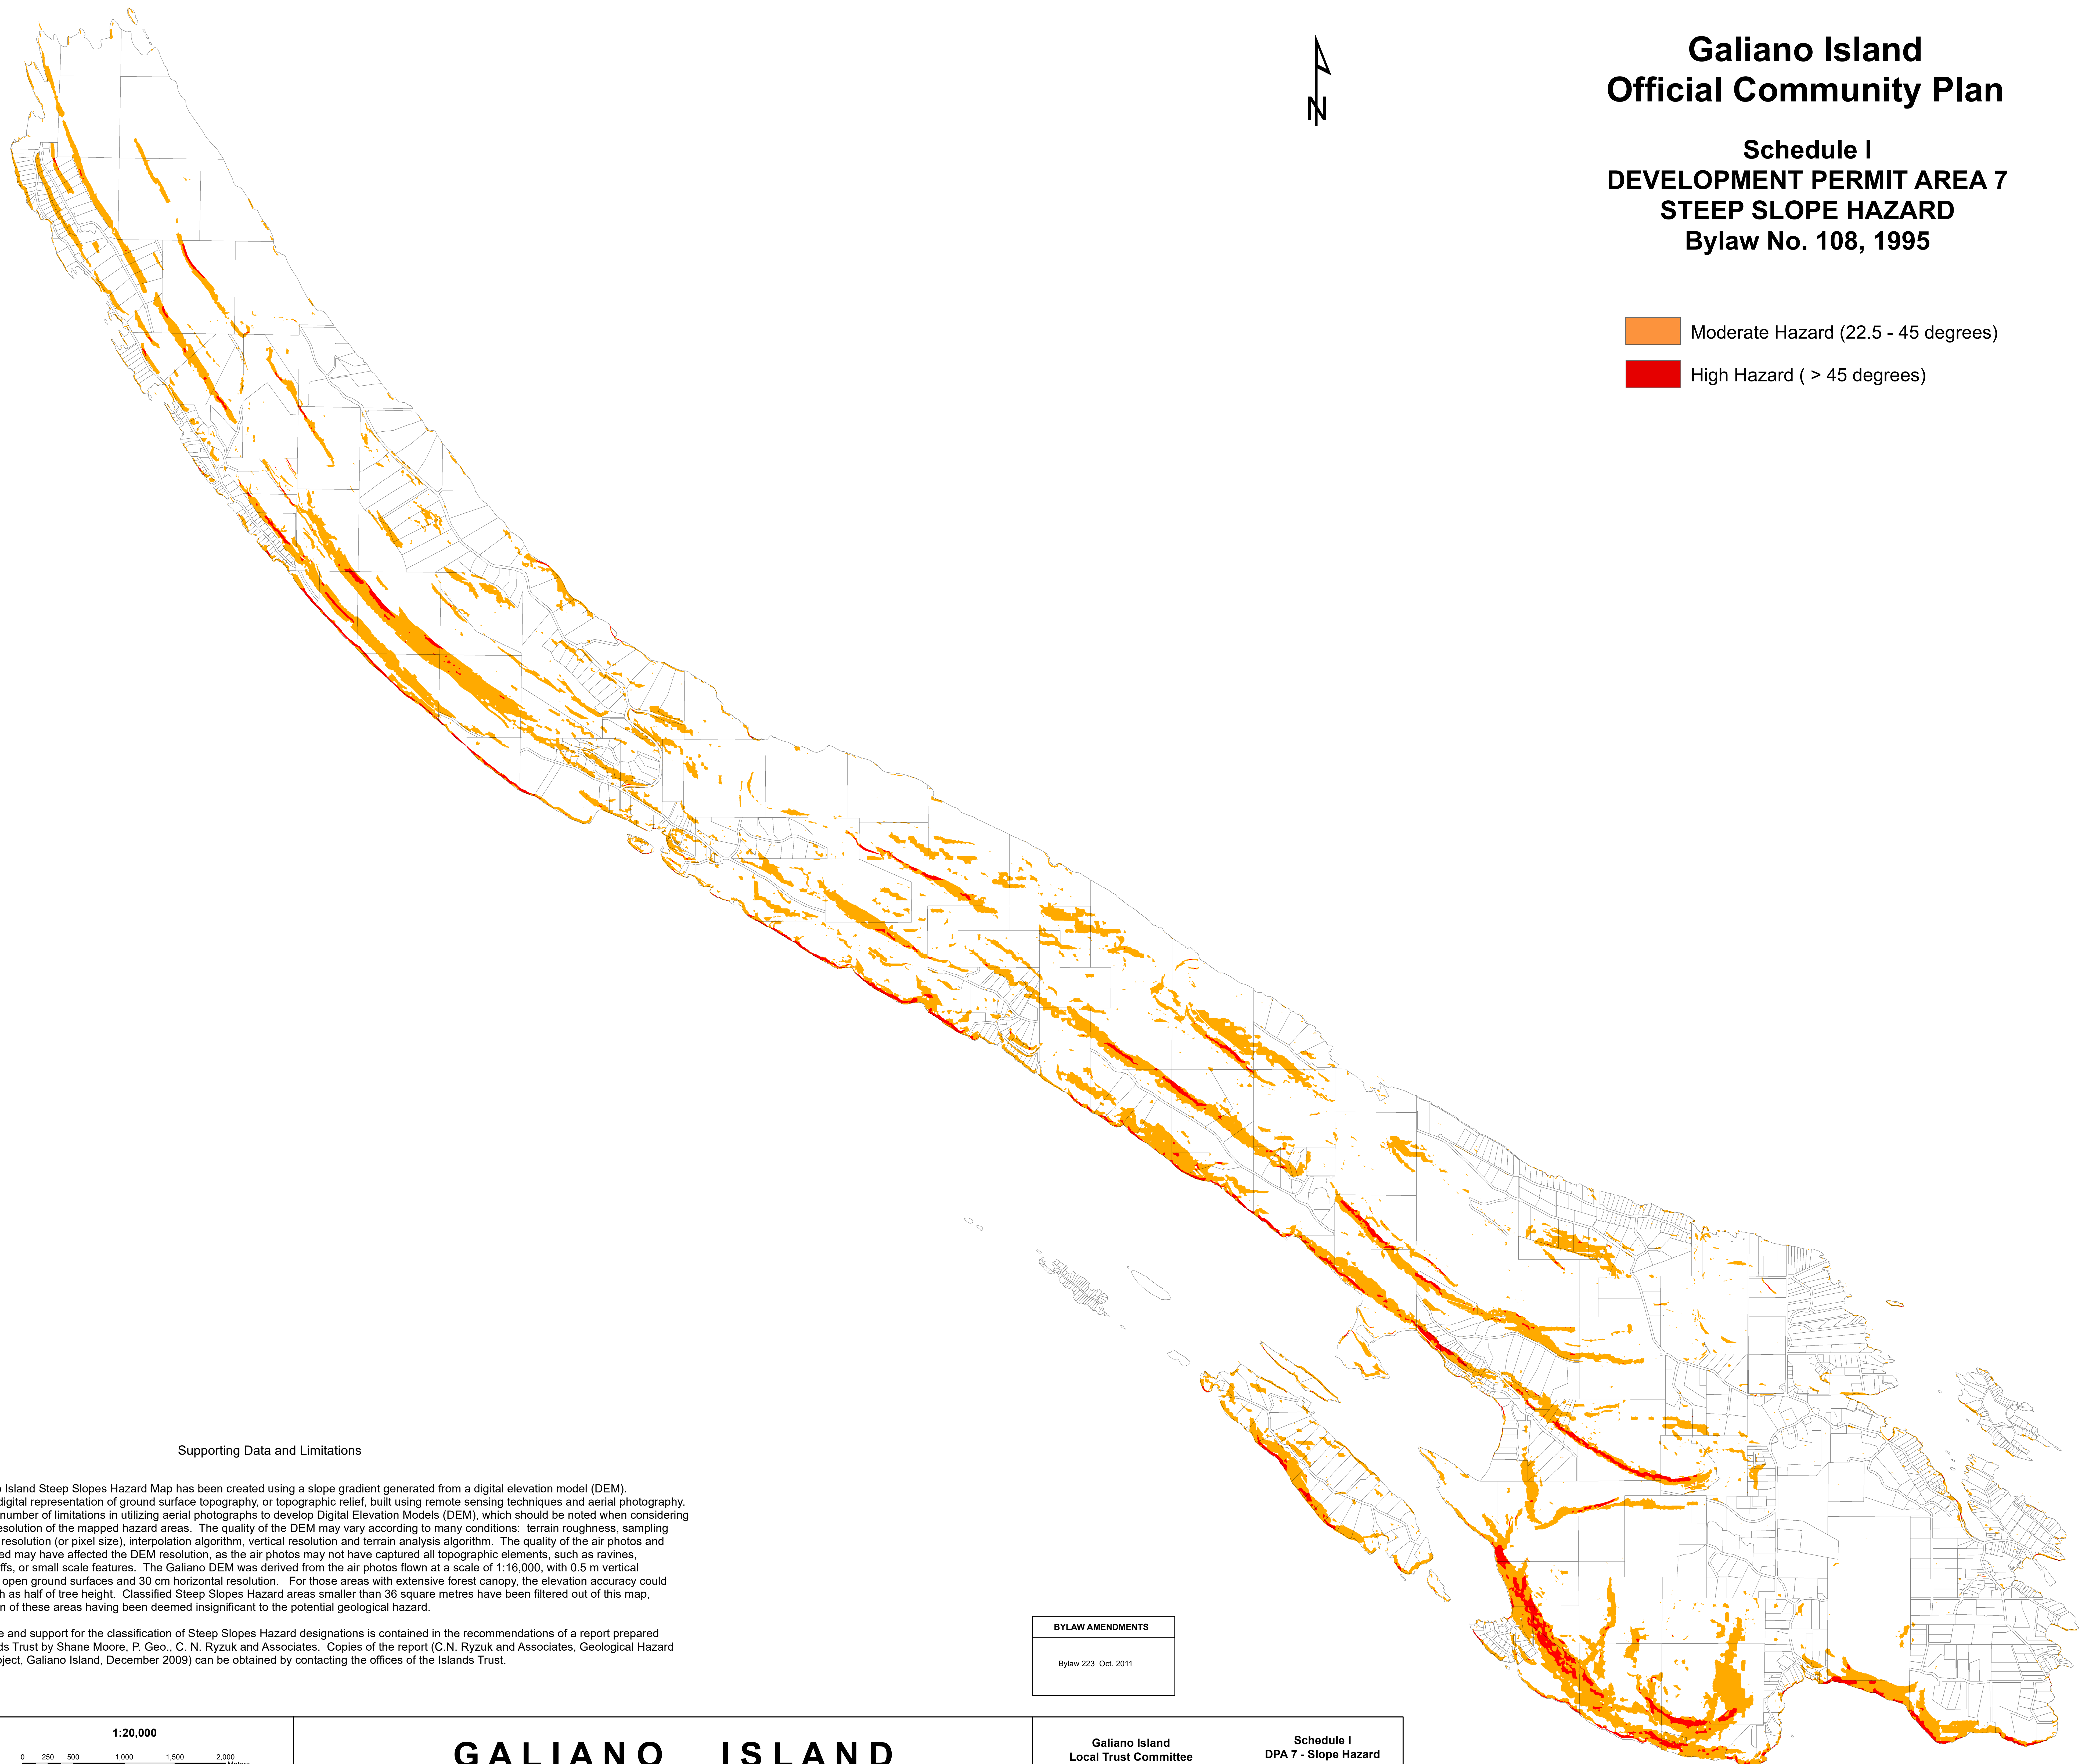 Galiano Island
Official Community Plan
Schedule I
DEVELOPMENT PERMIT AREA 7
STEEP SLOPE HAZARD
Bylaw No. 108, 1995
N
Moderate Hazard (22.5 - 45 degrees)
High Hazard ( > 45 degrees)
Supporting Data and Limitations
Island Steep Slopes Hazard Map has been created using a slope gradient generated from a digital elevation model (DEM).
digital representation of ground surface topography, or topographic relief, built using remote sensing techniques and aerial photography.
number of limitations in utilizing aerial photographs to develop Digital Elevation Models (DEM), which should be noted when considering
resolution of the mapped hazard areas. The quality of the DEM may vary according to many conditions: terrain roughness, sampling
resolution (or pixel size), interpolation algorithm, vertical resolution and terrain analysis algorithm. The quality of the air photos and
may have affected the DEM resolution, as the air photos may not have captured all topographic elements, such as ravines,
or small scale features. The Galiano DEM was derived from the air photos flown at a scale of 1:16,000, with 0.5 m vertical
open ground surfaces and 30 cm horizontal resolution. For those areas with extensive forest canopy, the elevation accuracy could
as half of tree height. Classified Steep Slopes Hazard areas smaller than 36 square metres have been filtered out of this map,
of these areas having been deemed insignificant to the potential geological hazard.
and support for the classification of Steep Slopes Hazard designations is contained in the recommendations of a report prepared
Trust by Shane Moore, P. Geo., C. N. Ryzuk and Associates. Copies of the report (C.N. Ryzuk and Associates, Geological Hazard
Galiano Island, December 2009) can be obtained by contacting the offices of the Islands Trust.
BYLAW AMENDMENTS
Bylaw 223 Oct. 2011
1:20,000
0 250 500 1,000 1,500 2,000
Meters
GALIANO ISLAND
Galiano Island
Local Trust Committee
Schedule I
DPA 7 - Slope Hazard